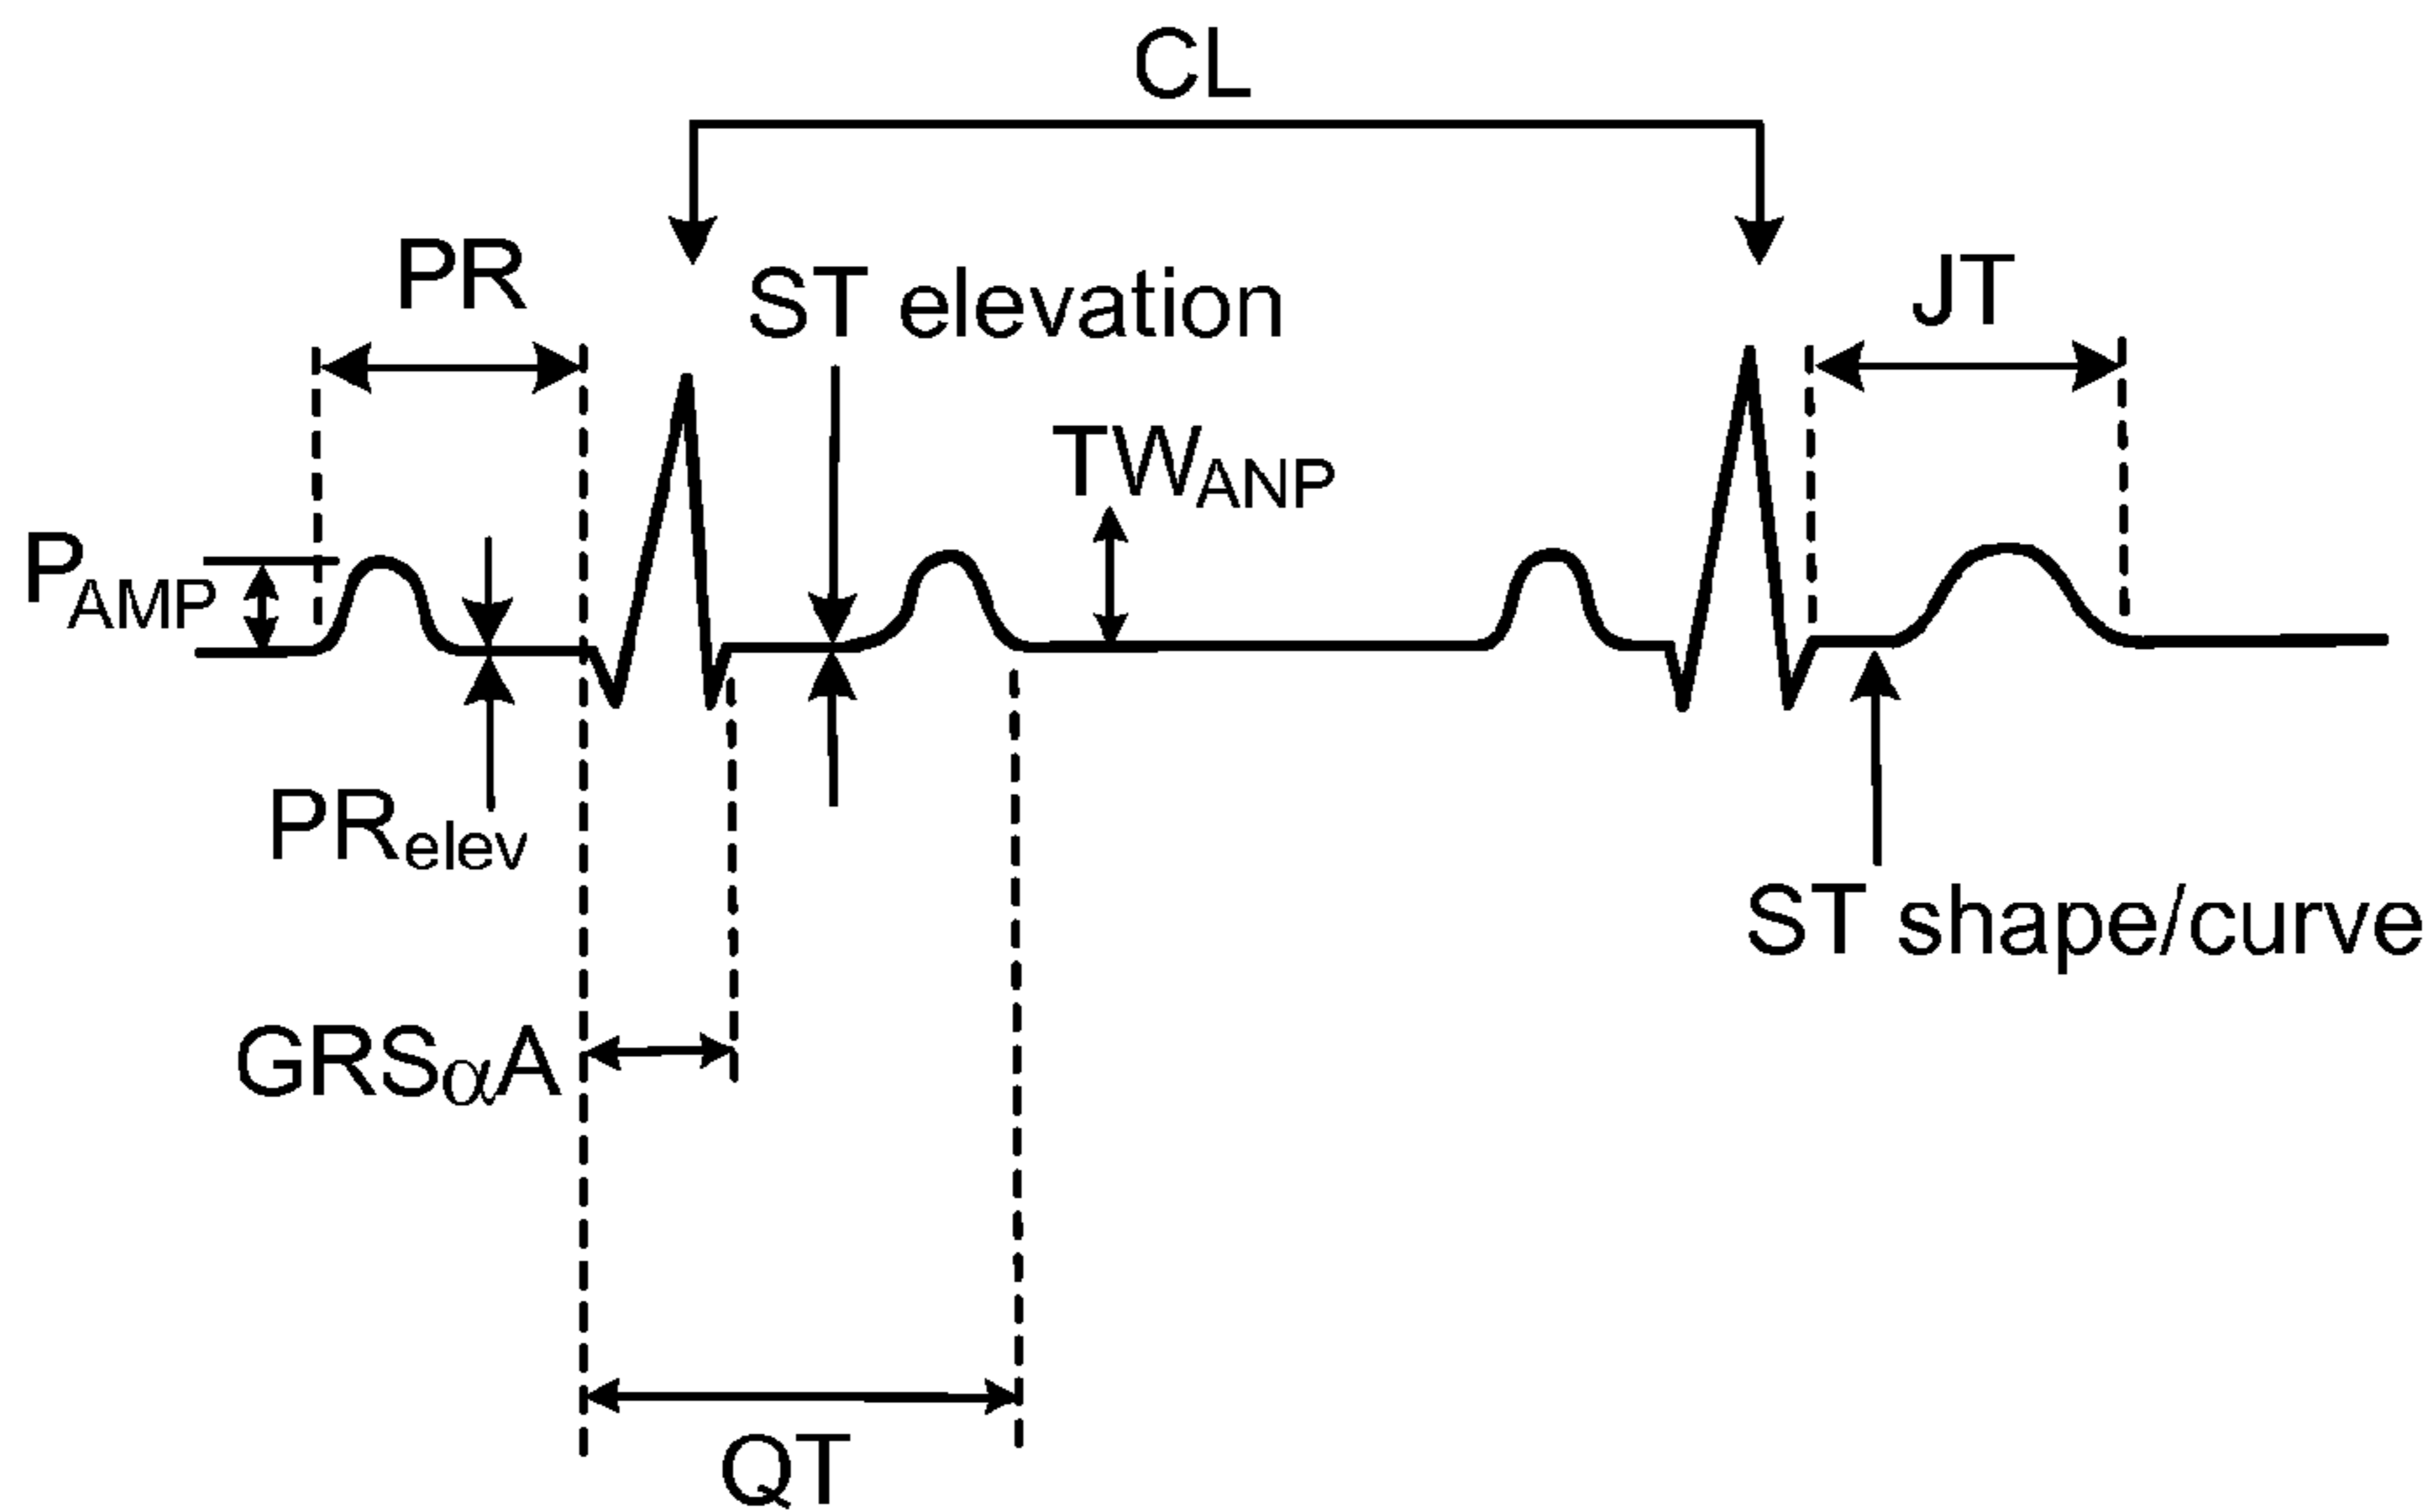 CL
PR
ST elevation
JT
TWANP
PAMP
PRelev
ST shape/curve
GRSαA
QT